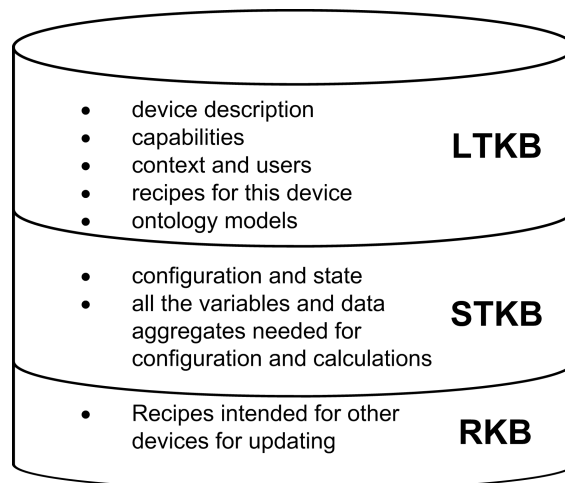 • device description
• capabilities
• context and users
• recipes for this device
• ontology models
LTKB
• configuration and state
• all the variables and data
aggregates needed for
configuration and calculations
STKB
• Recipes intended for other
devices for updating
RKB